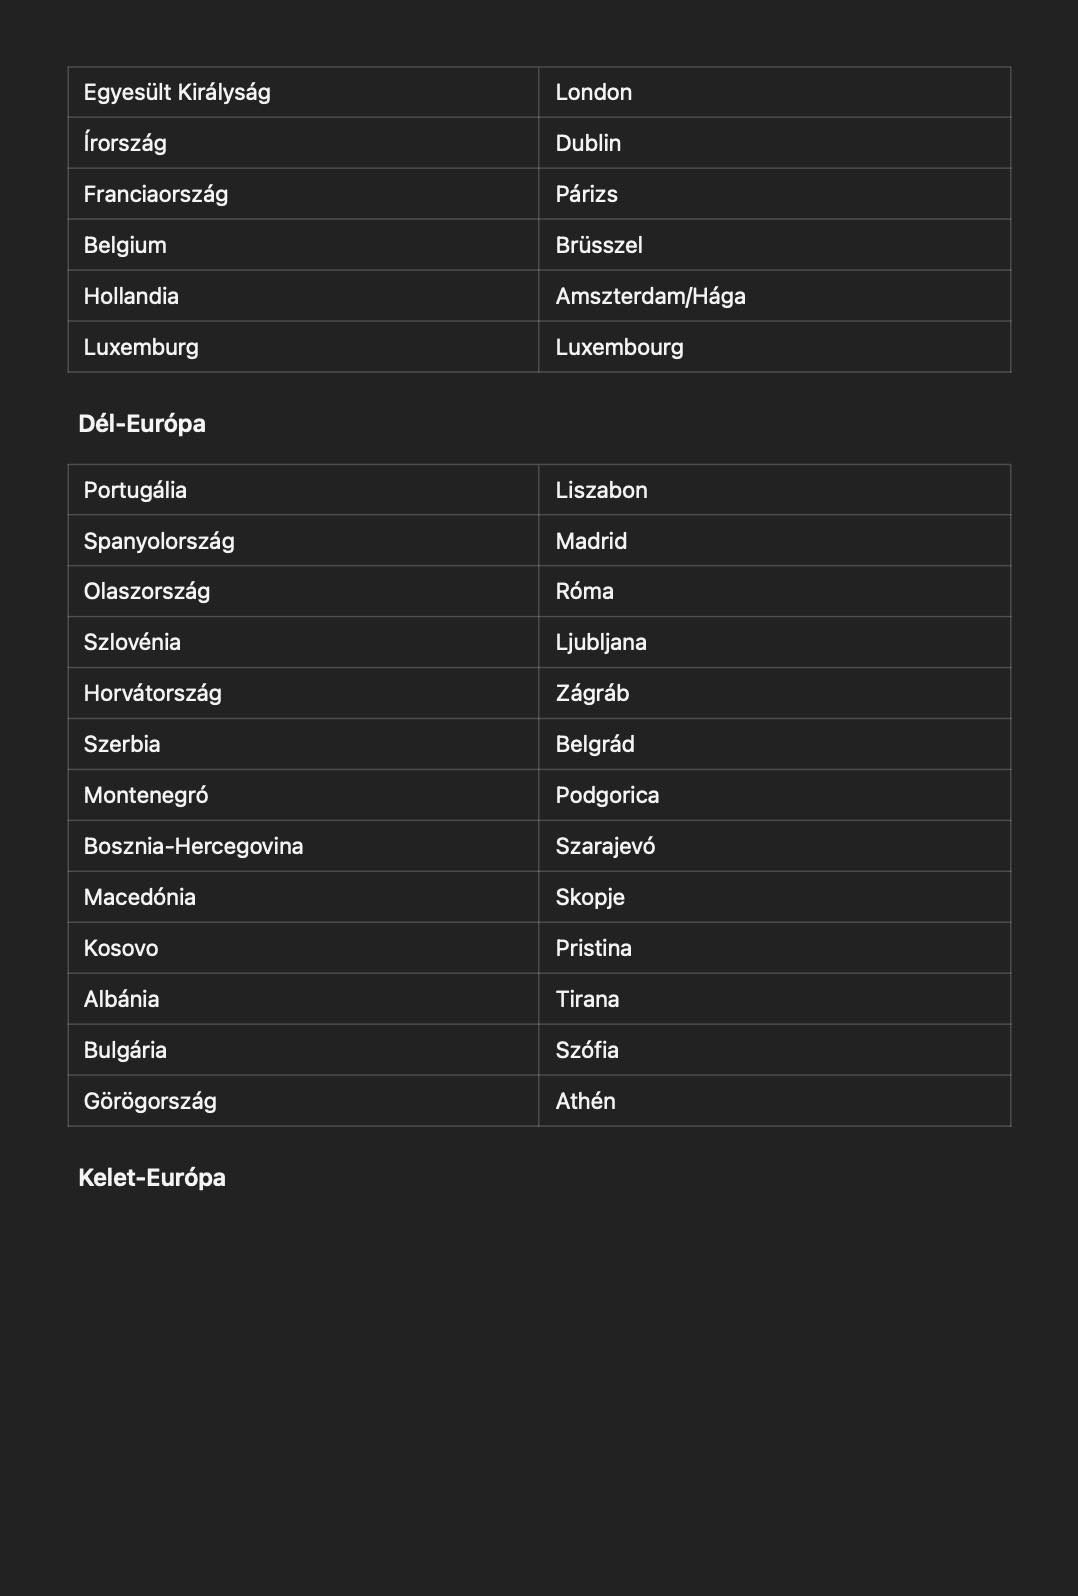 Egyesült Királyság London
Írország Dublin
Franciaország Párizs
Belgium Brüsszel
Hollandia Amszterdam/Hága
Luxemburg Luxembourg
Dél-Európa
Portugália Liszabon
Spanyolország Madrid
Olaszország Róma
Szlovénia Ljubljana
Horvátország Zágráb
Szerbia Belgrád
Montenegró Podgorica
Bosznia-Hercegovina Szarajevó
Macedónia Skopje
Kosovo Pristina
Albánia Tirana
Bulgária Szófia
Görögország Athén
Kelet-Európa